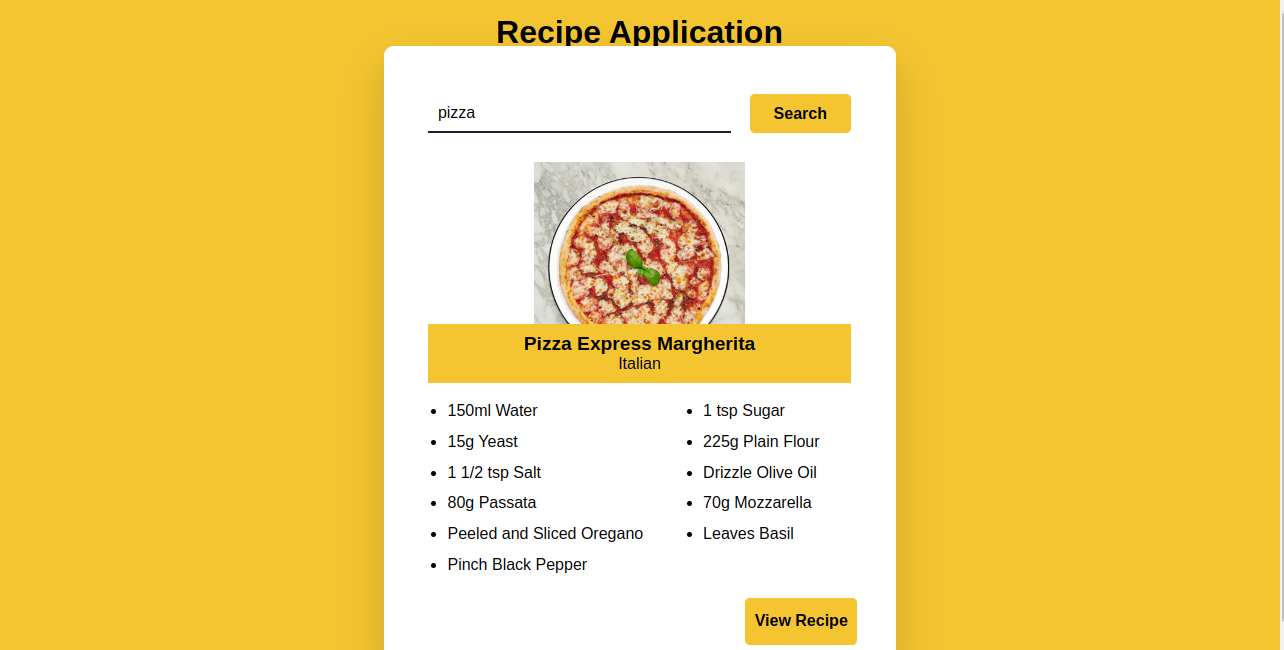 Recipe Application
pizza
Search
Pizza Express Margherita
Italian
150ml Water
1 tsp Sugar
15g Yeast
225g Plain Flour
1 1/2 tsp Salt
Drizzle Olive Oil
80g Passata
70g Mozzarella
Peeled and Sliced Oregano
Leaves Basil
Pinch Black Pepper
View Recipe